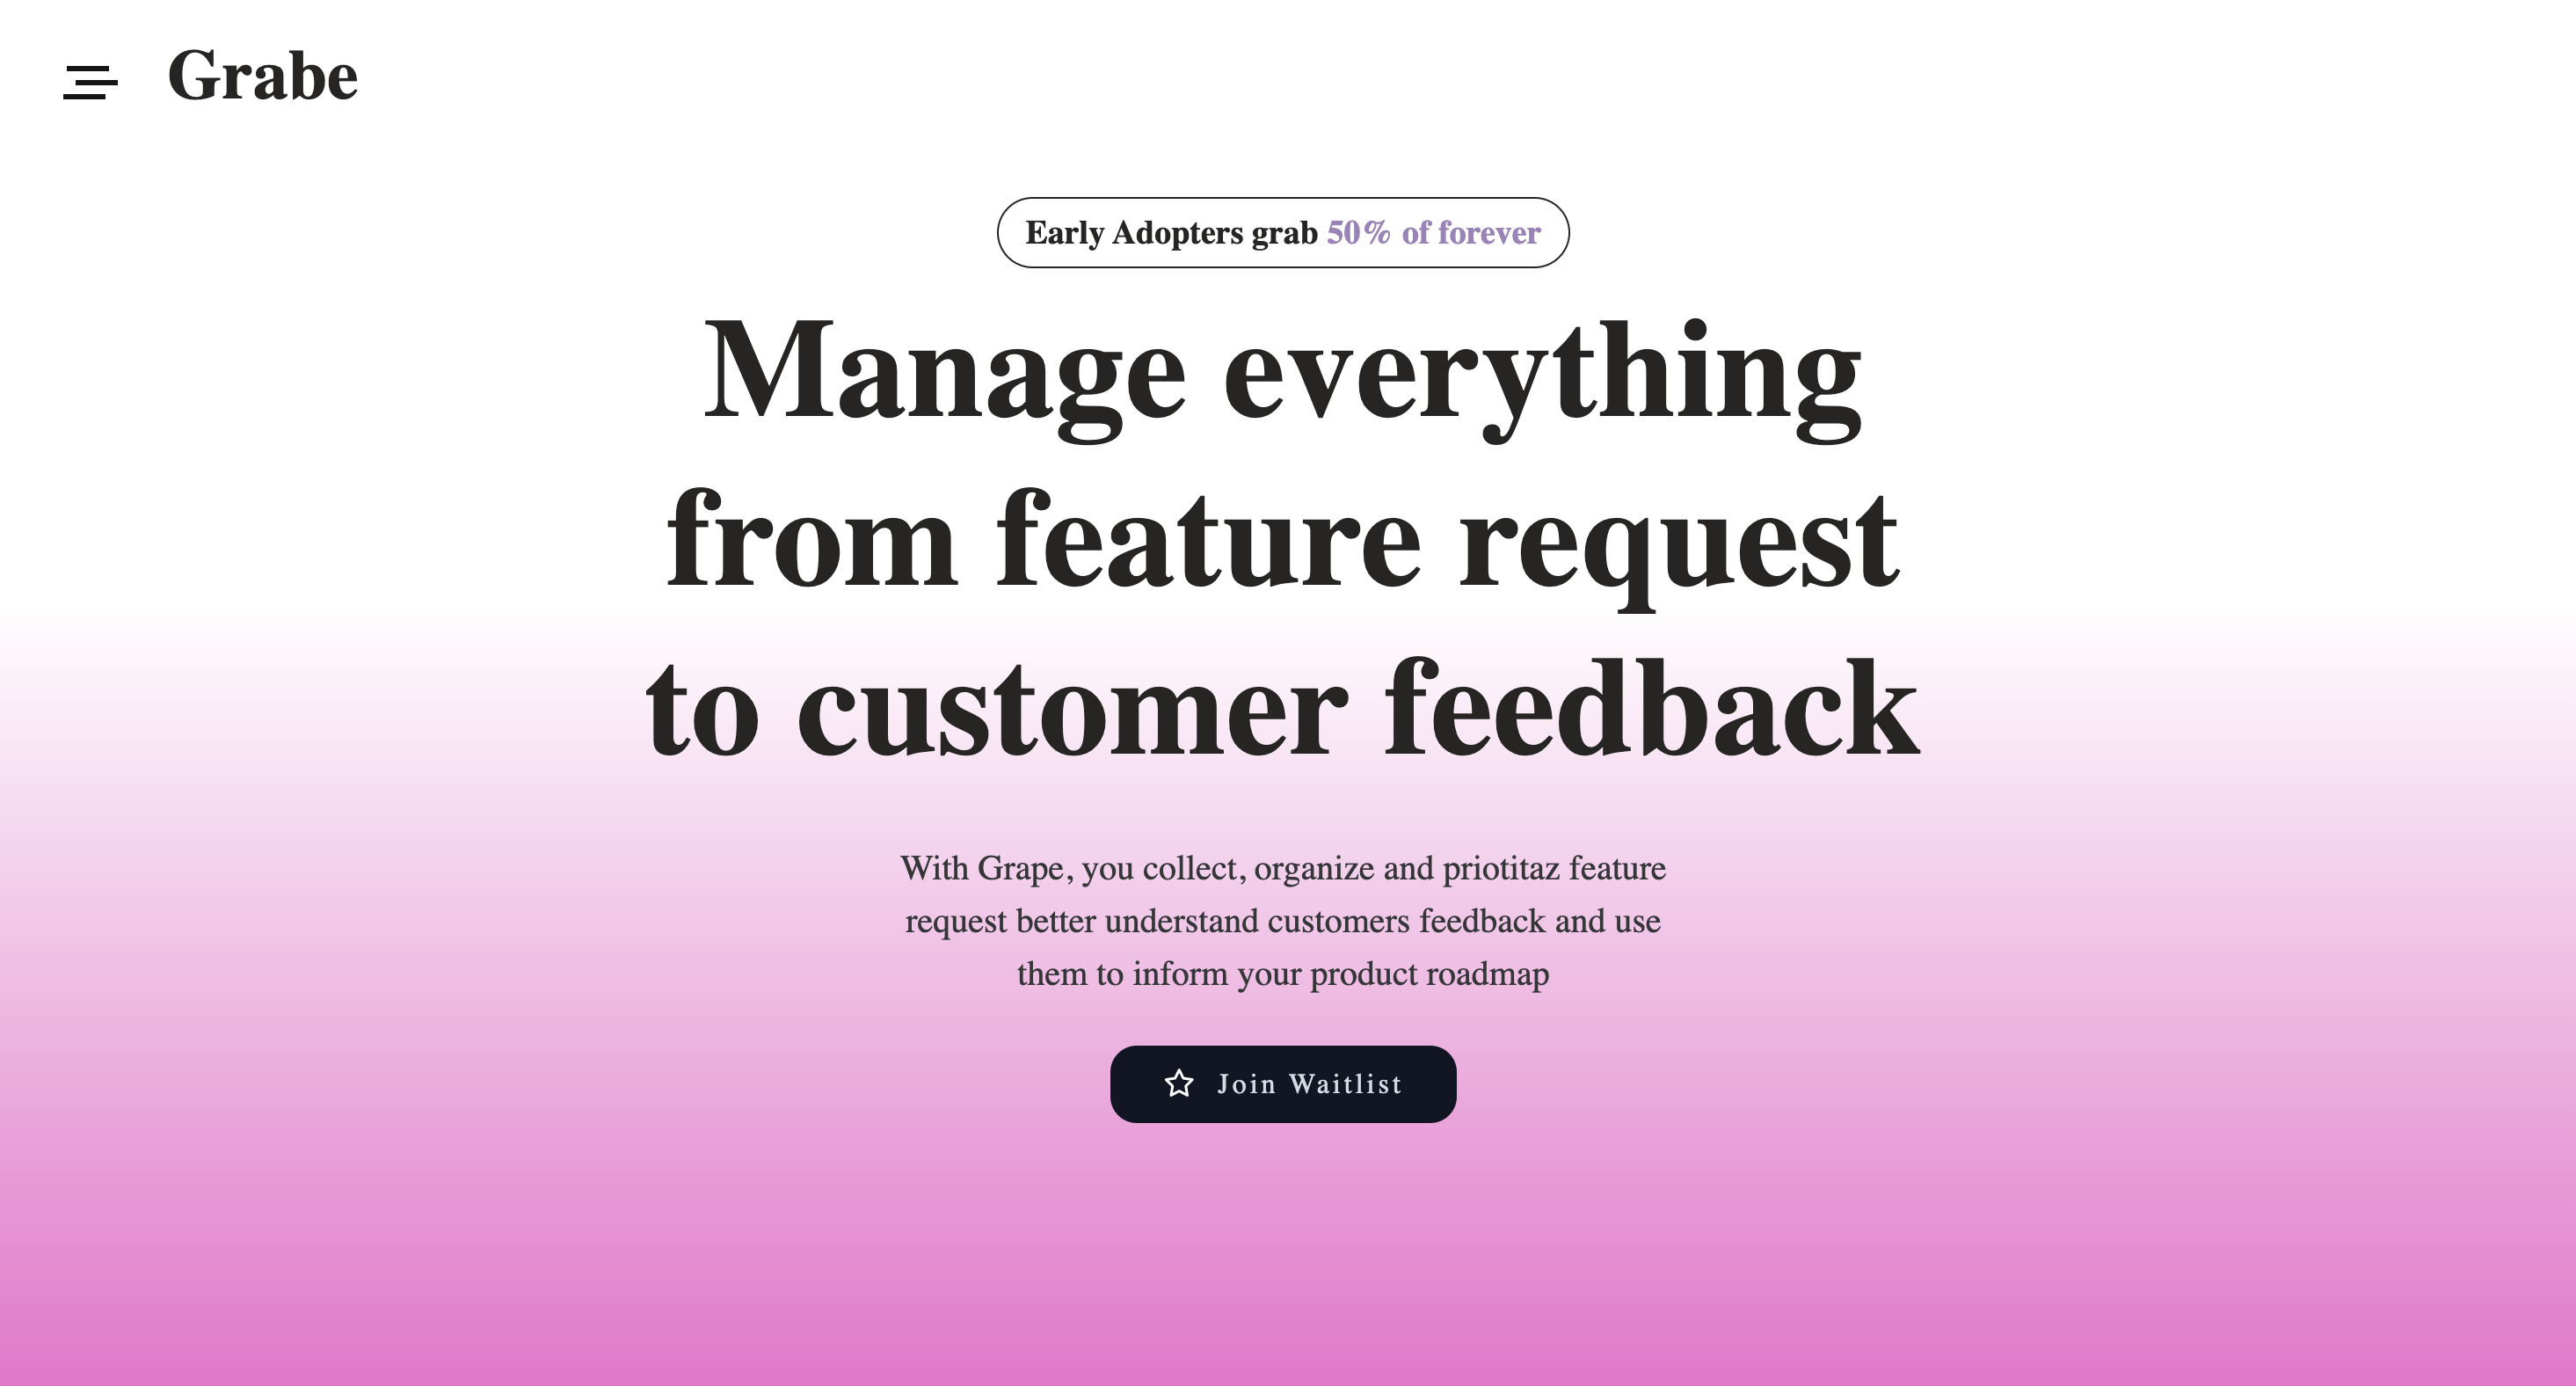 Grabe
Early Adopters grab 50% of forever
Manage everything
from feature request
to customer feedback
With Grape, you collect, organize and priotitaz feature
request better understand customers feedback and use
them to inform your product roadmap
Join Waitlist